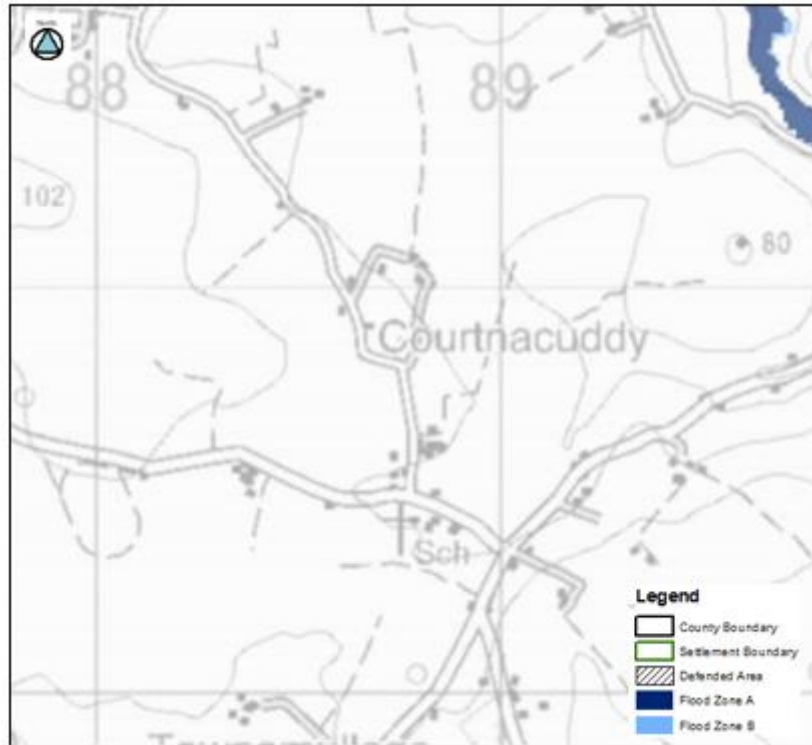 North
88
89
102
80
Courtnacuddy
Sch
Legend
County Boundary
Settlement Boundary
Defended Area
Flood Zone A
Flood Zone B